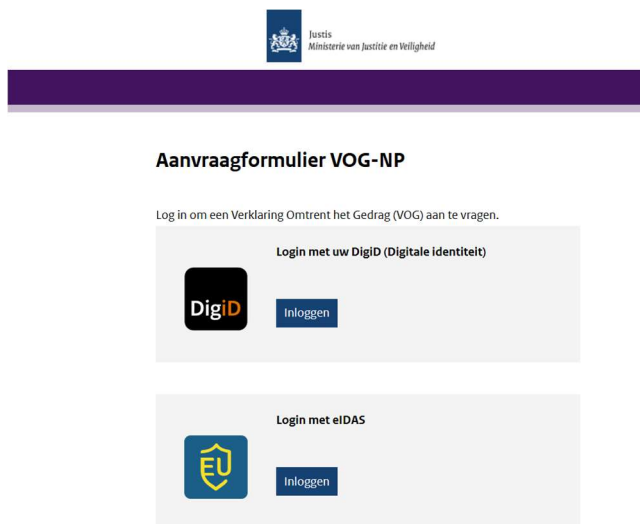 Justis
Ministerie van Justitie en Veiligheid
Aanvraagformulier VOG-NP
Log in om een Verklaring Omtrent het Gedrag (VOG) aan te vragen.
Login met uw DigiD (Digitale identiteit)
DigiD
Inloggen
Login met eIDAS
EU
Inloggen